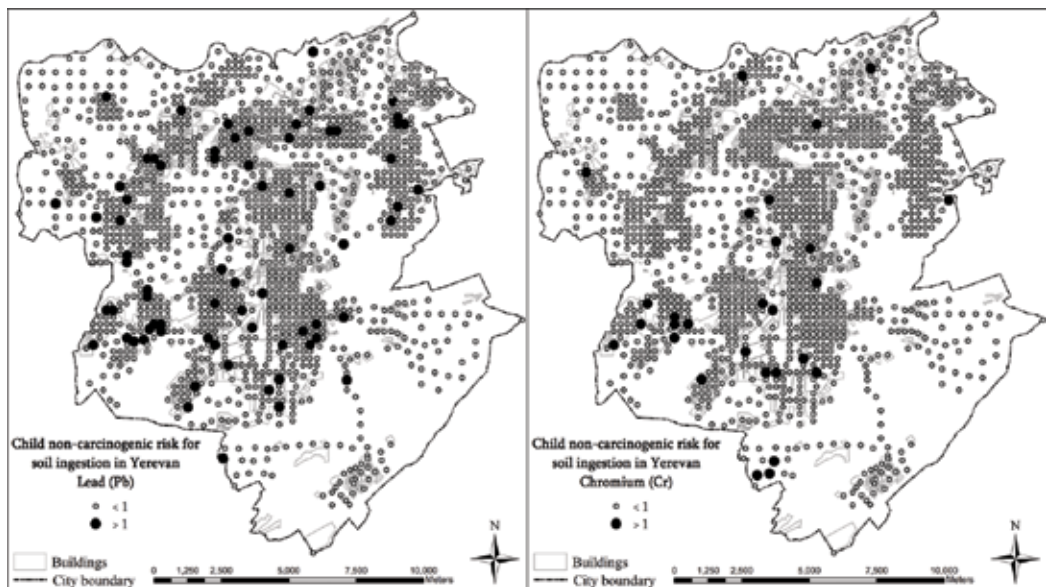 Child non-carcinogenic risk for
soil ingestion in Yerevan
Lead (Pb)
< 1
> 1
Buildings
City boundary
0 1,250 2,500 5,000 7,500 10,000
Meters
N
Child non-carcinogenic risk for
soil ingestion in Yerevan
Chromium (Cr)
< 1
> 1
Buildings
City boundary
0 1,250 2,500 5,000 7,500 10,000
Meters
N